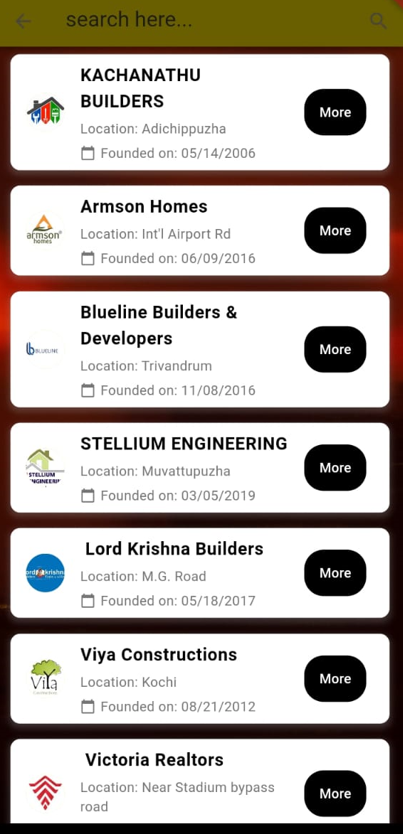 search here...
KACHANATHU
BUILDERS
Location: Adichippuzha
Founded on: 05/14/2006
More
armson
homes
Armson Homes
Location: Int'l Airport Rd
Founded on: 06/09/2016
More
BLUELINE
Blueline Builders &
Developers
Location: Trivandrum
Founded on: 11/08/2016
More
STELLIUM
STELLIUM ENGINEERING
Location: Muvattupuzha
Founded on: 03/05/2019
More
Lord Krishna Builders
Location: M.G. Road
Founded on: 05/18/2017
More
Viya
Viya Constructions
Location: Kochi
Founded on: 08/21/2012
More
Victoria Realtors
Location: Near Stadium bypass
road
More